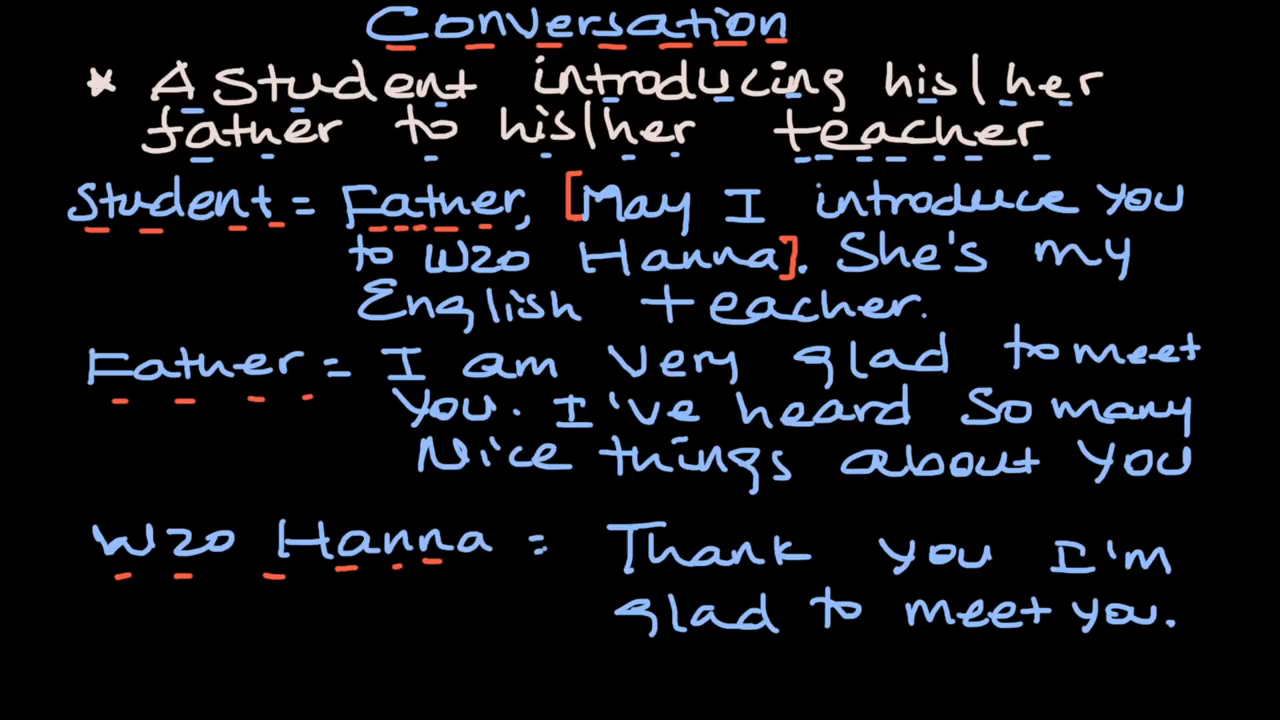 Conversation
* A student introducing his/her
father to his/her teacher
Student = Father, [May I introduce you
to W20 Hanna]. She's my
English teacher.
Father = I am very glad to meet
you. I've heard so many
Nice things about you
W20 Hanna = Thank you I'm
glad to meet you.